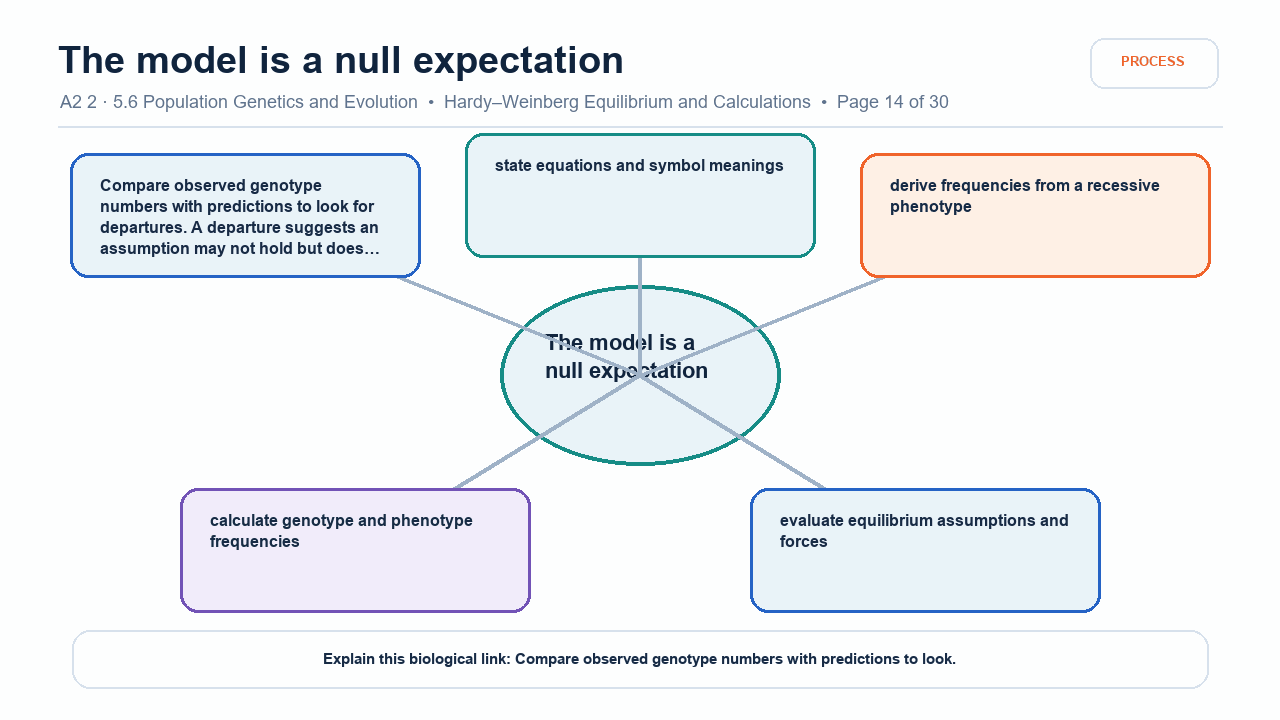 The model is a null expectation
PROCESS
A2 2 · 5.6 Population Genetics and Evolution • Hardy–Weinberg Equilibrium and Calculations • Page 14 of 30
Compare observed genotype
numbers with predictions to look for
departures. A departure suggests an
assumption may not hold but does…
state equations and symbol meanings
derive frequencies from a recessive
phenotype
The model is a
null expectation
calculate genotype and phenotype
frequencies
evaluate equilibrium assumptions and
forces
Explain this biological link: Compare observed genotype numbers with predictions to look.